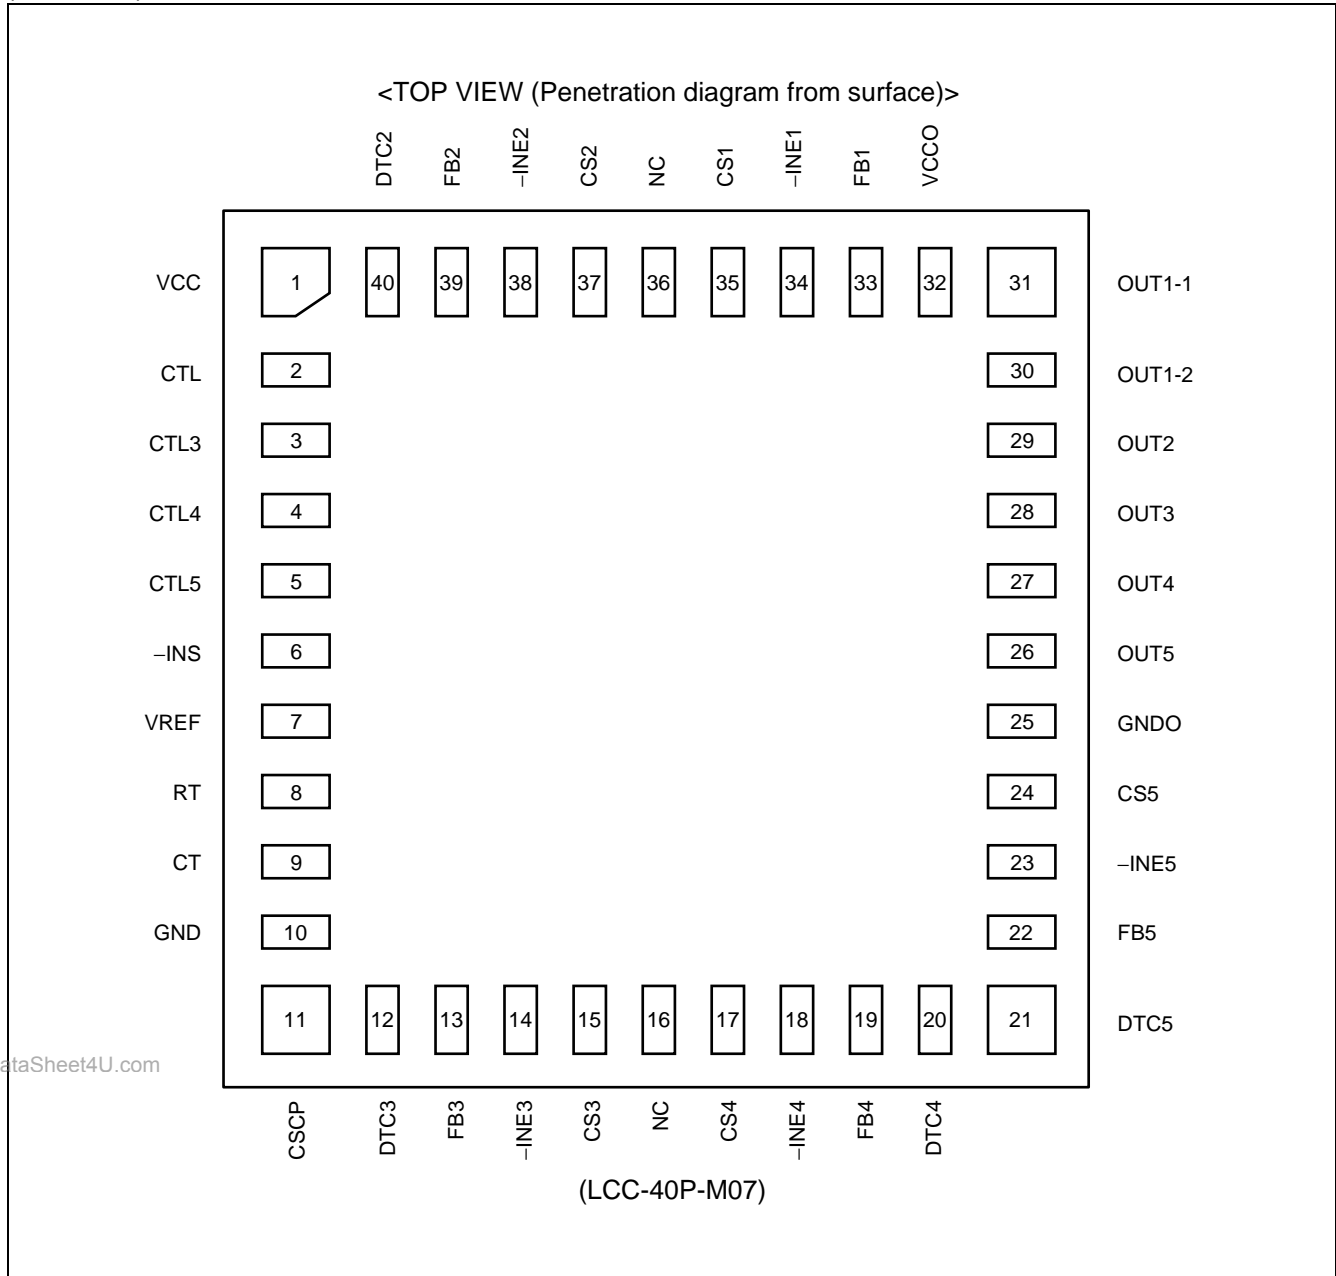 <TOP VIEW (Penetration diagram from surface)>
DTC2 FB2 −INE2 CS2 NC CS1 −INE1 FB1 VCCO
VCC 1 40 39 38 37 36 35 34 33 32 31 OUT1-1
CTL 2 30 OUT1-2
CTL3 3 29 OUT2
CTL4 4 28 OUT3
CTL5 5 27 OUT4
−INS 6 26 OUT5
VREF 7 25 GNDO
RT 8 24 CS5
CT 9 23 −INE5
GND 10 22 FB5
11 12 13 14 15 16 17 18 19 20 21 DTC5
ataSheet4U.com
CSCP DTC3 FB3 −INE3 CS3 NC CS4 −INE4 FB4 DTC4
(LCC-40P-M07)